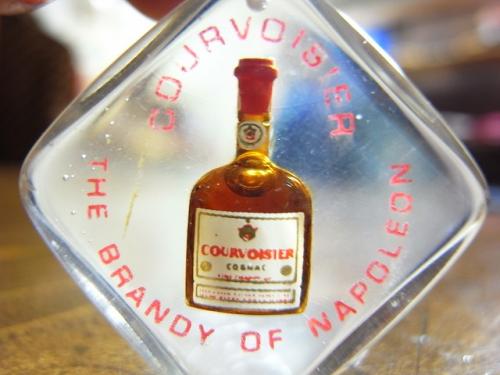 COURVOISIER
THE BRANDY OF NAPOLEON
COURVOISIER
COGNAC